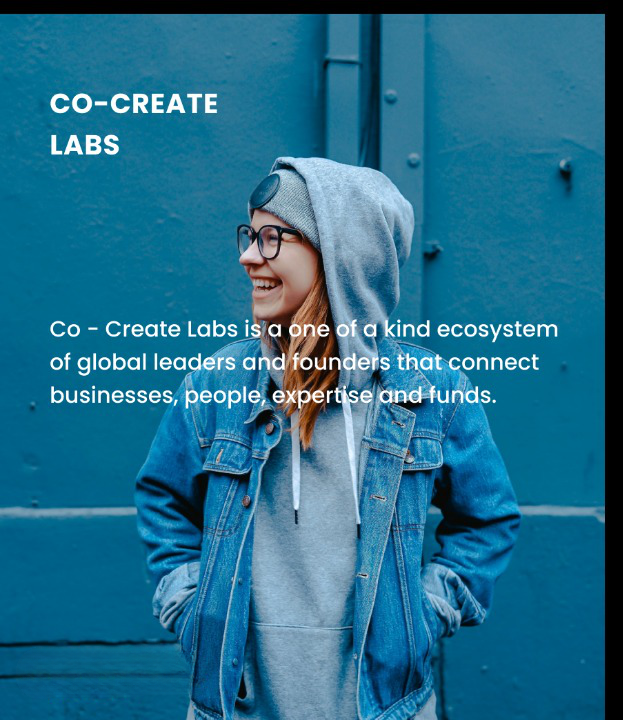 CO-CREATE
LABS
Co - Create Labs is a one of a kind ecosystem
of global leaders and founders that connect
businesses, people, expertise and funds.